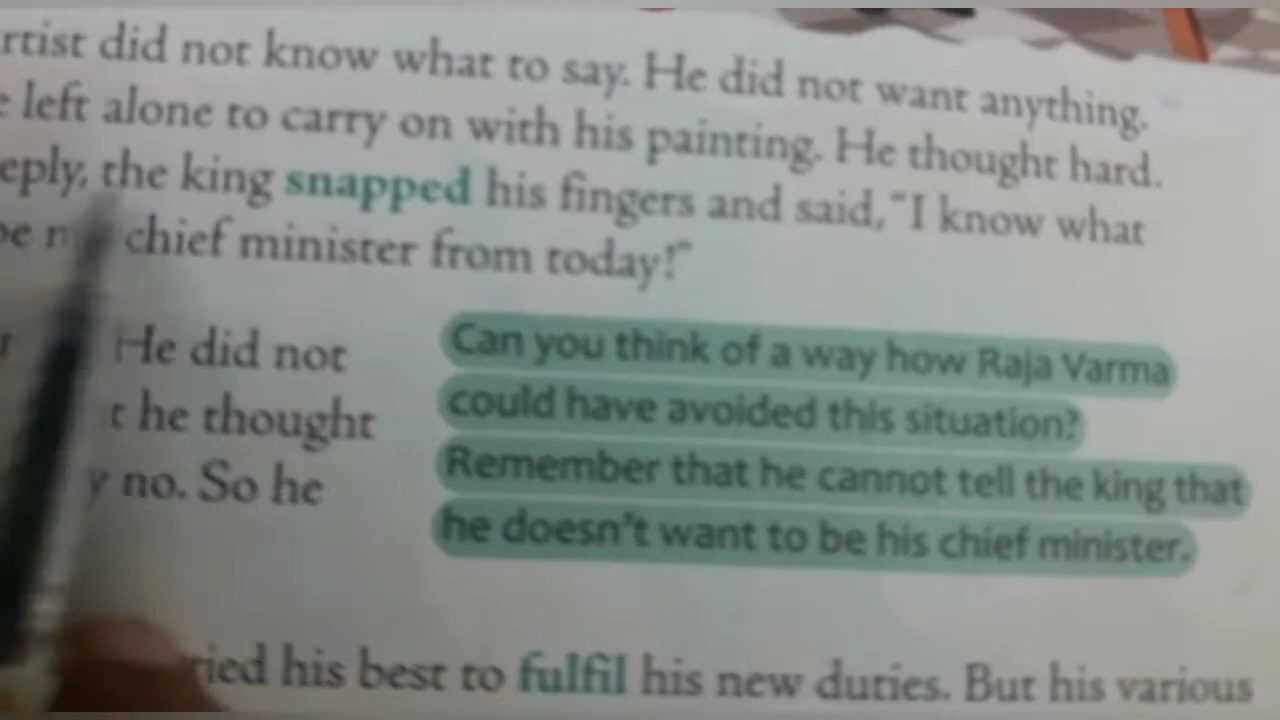 rtist did not know what to say. He did not want anything.
left alone to carry on with his painting. He thought hard.
eply, the king snapped his fingers and said, "I know what
chief minister from today!"
He did not
he thought
no. So he
Can you think of a way how Raja Varma
could have avoided this situation?
Remember that he cannot tell the king that
he doesn't want to be his chief minister.
ried his best to fulfil his new duties. But his various